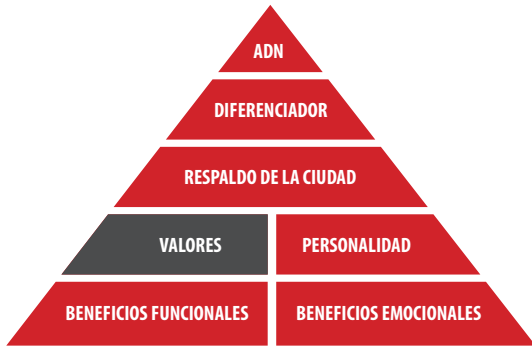 ADN
DIFERENCIADOR
RESPALDO DE LA CIUDAD
VALORES
PERSONALIDAD
BENEFICIOS FUNCIONALES
BENEFICIOS EMOCIONALES